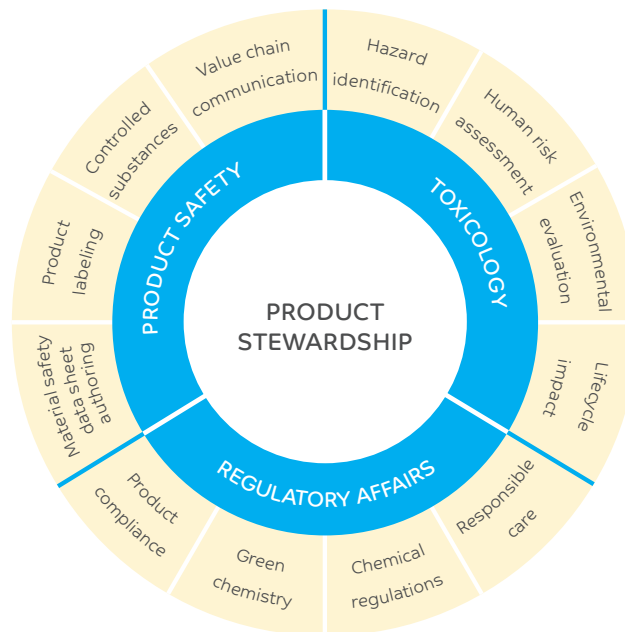 PRODUCT
STEWARDSHIP
TOXICOLOGY
Hazard
identification
Human risk
assessment
Environmental
evaluation
Lifecycle
impact
REGULATORY AFFAIRS
Responsible
care
Chemical
regulations
Green
chemistry
Product
compliance
PRODUCT SAFETY
Material safety
data sheet
authoring
Product
labeling
Controlled
substances
Value chain
communication